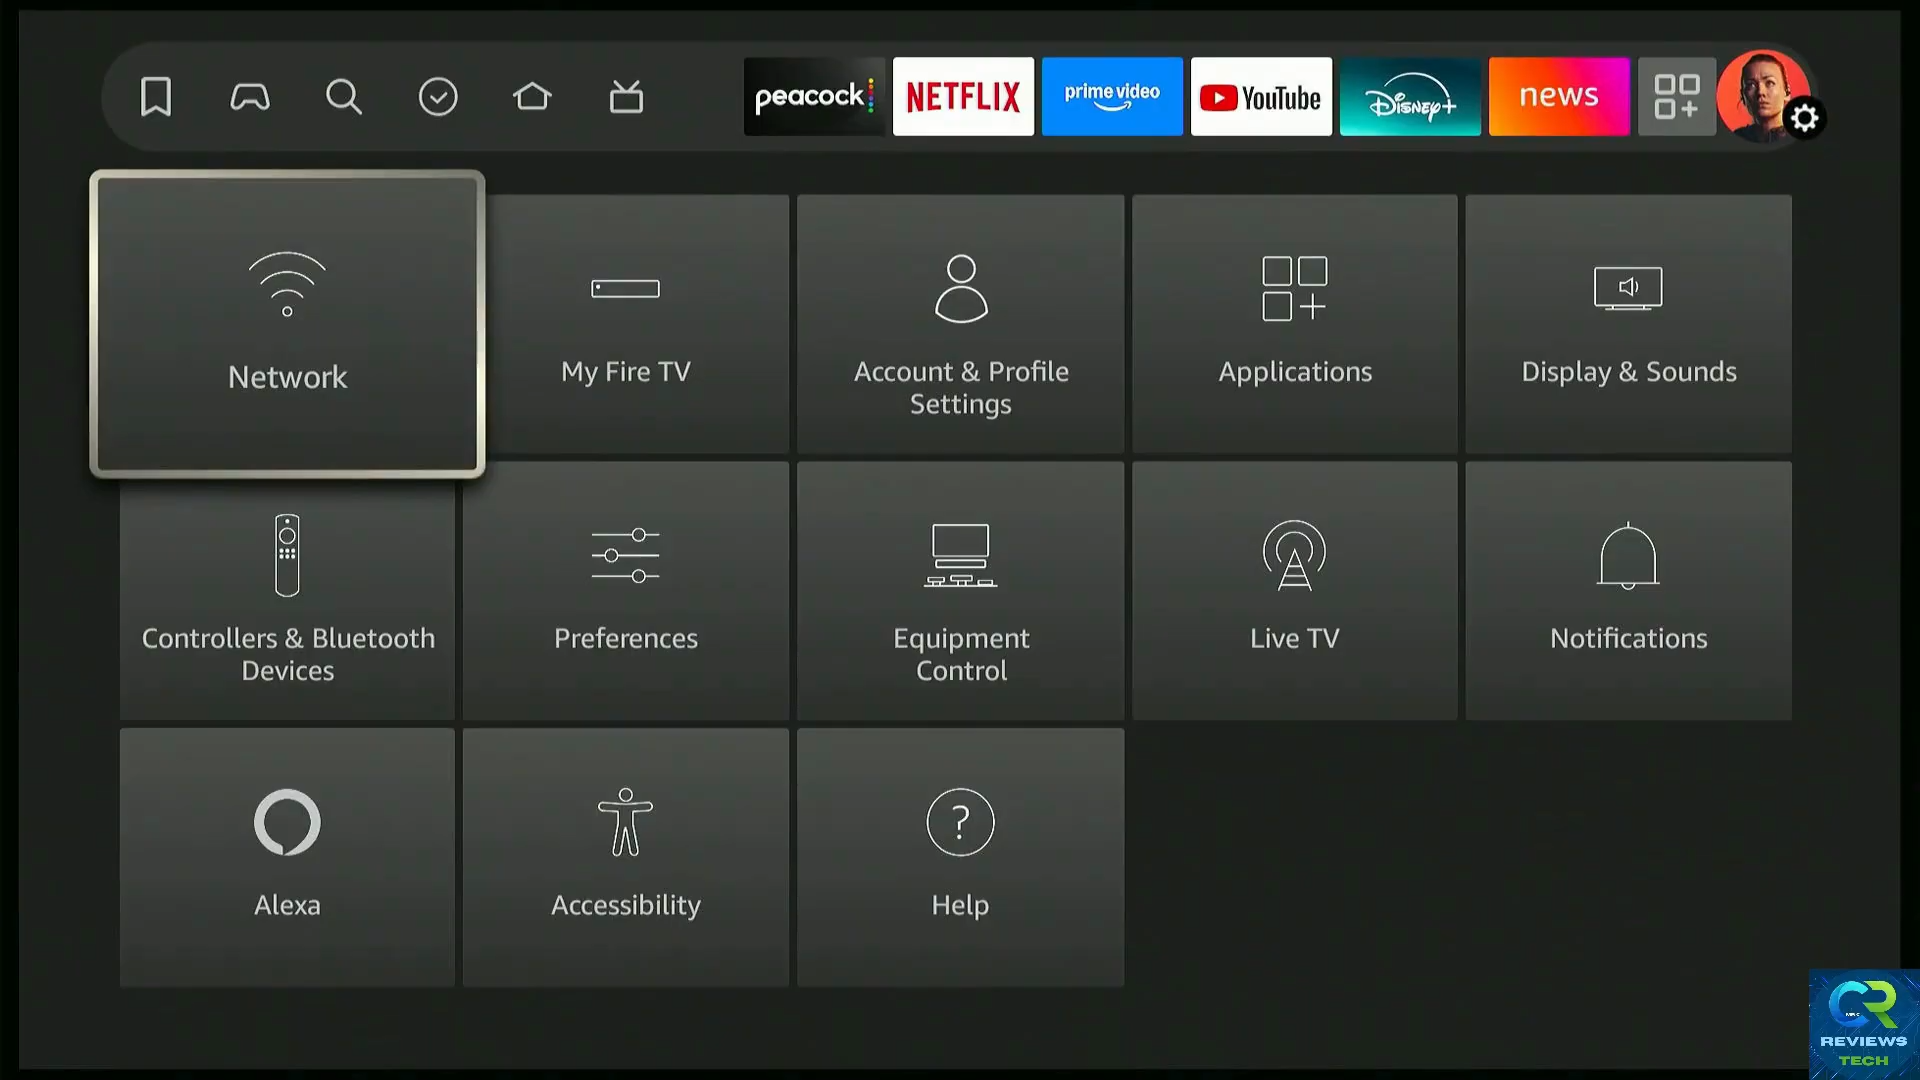 peacock
NETFLIX
prime video
YouTube
Disney+
news
Network
My Fire TV
Account & Profile
Settings
Applications
Display & Sounds
Controllers & Bluetooth
Devices
Preferences
Equipment
Control
Live TV
Notifications
Alexa
Accessibility
?
Help
CR
REVIEWS
TECH